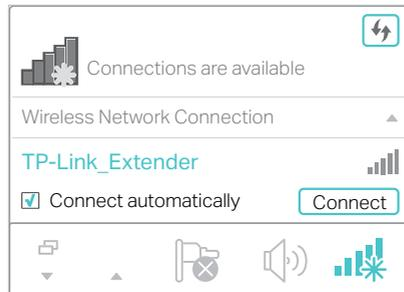 Connections are available
Wireless Network Connection
TP-Link_Extender
Connect automatically
Connect